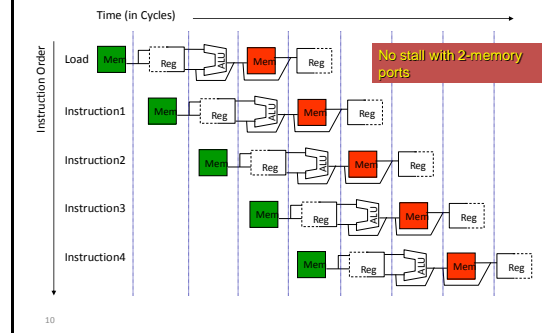 Time (in Cycles)
Instruction Order
No stall with 2-memory
ports
Load
Mem
Reg
ALU
Mem
Reg
Instruction1
Mem
Reg
ALU
Mem
Reg
Instruction2
Mem
Reg
ALU
Mem
Reg
Instruction3
Mem
Reg
ALU
Mem
Reg
Instruction4
Mem
Reg
ALU
Mem
Reg
10